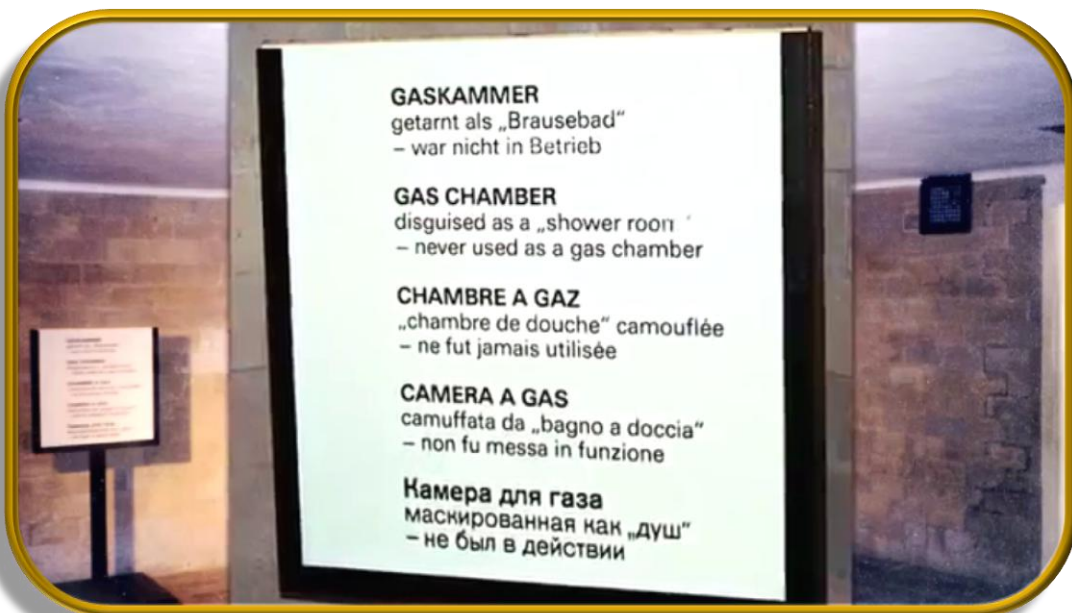 GASKAMMER
getarnt als „Brausebad“
– war nicht in Betrieb
GAS CHAMBER
disguised as a „shower roon
– never used as a gas chamber
CHAMBRE A GAZ
„chambre de douche“ camouflée
– ne fut jamais utilisée
CAMERA A GAS
camuffata da „bagno a doccia“
– non fu messa in funzione
Камера для газа
маскированная как „душ“
– не был в действии